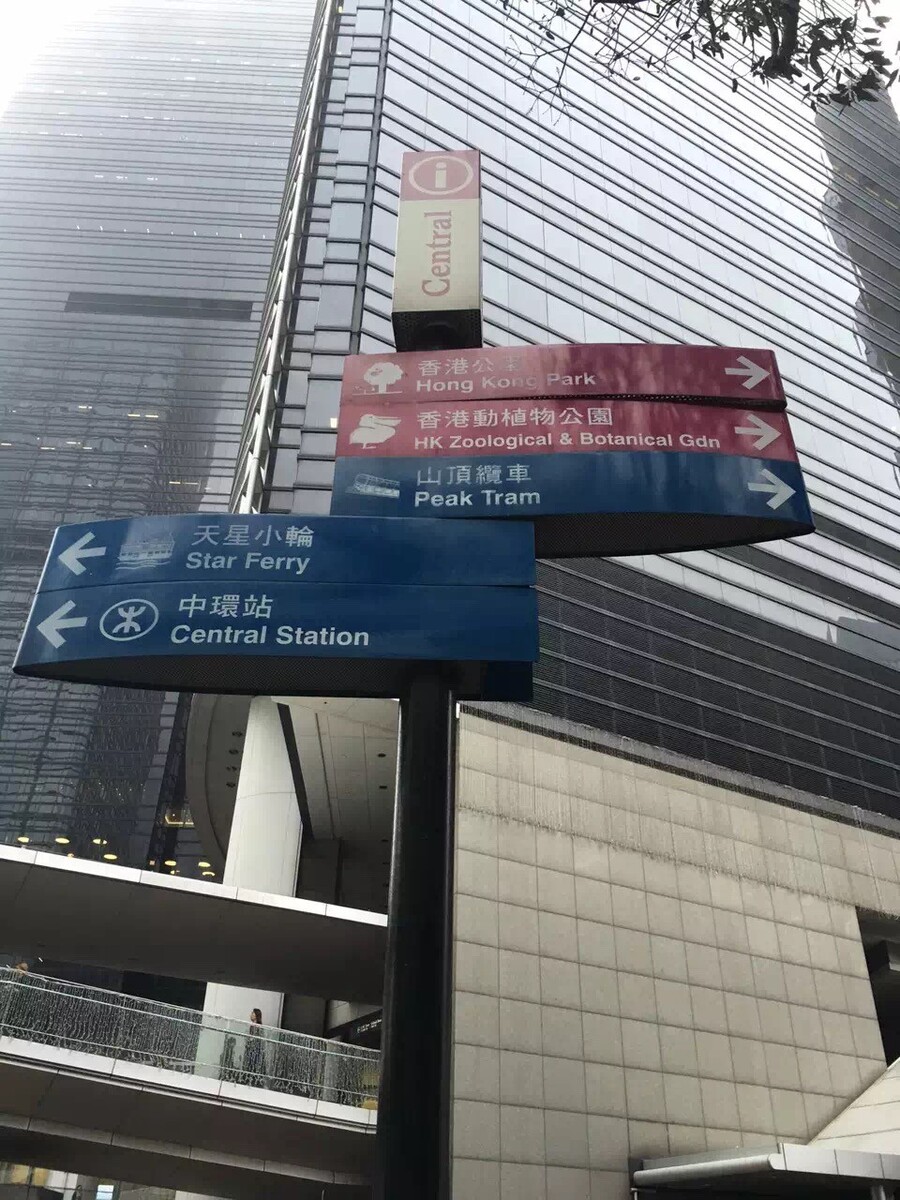 i
Central
香港公園
Hong Kong Park
香港動植物公園
HK Zoological & Botanical Gdn
山頂纜車
Peak Tram
天星小輪
Star Ferry
中環站
Central Station